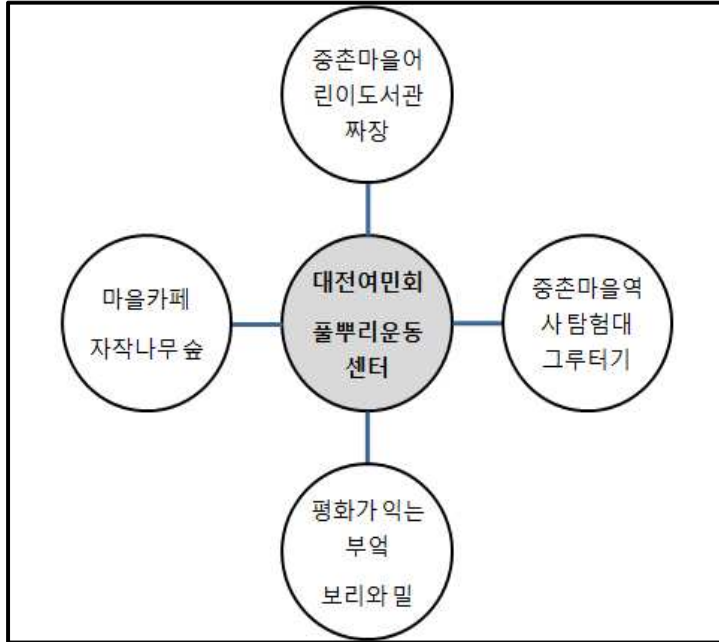 중촌마을어
린이도서관
짜장
마을카페
자작나무 숲
대전여민회
풀뿌리운동
센터
중촌마을역
사 탐험대
그루터기
평화가 익는
부엌
보리와 밀